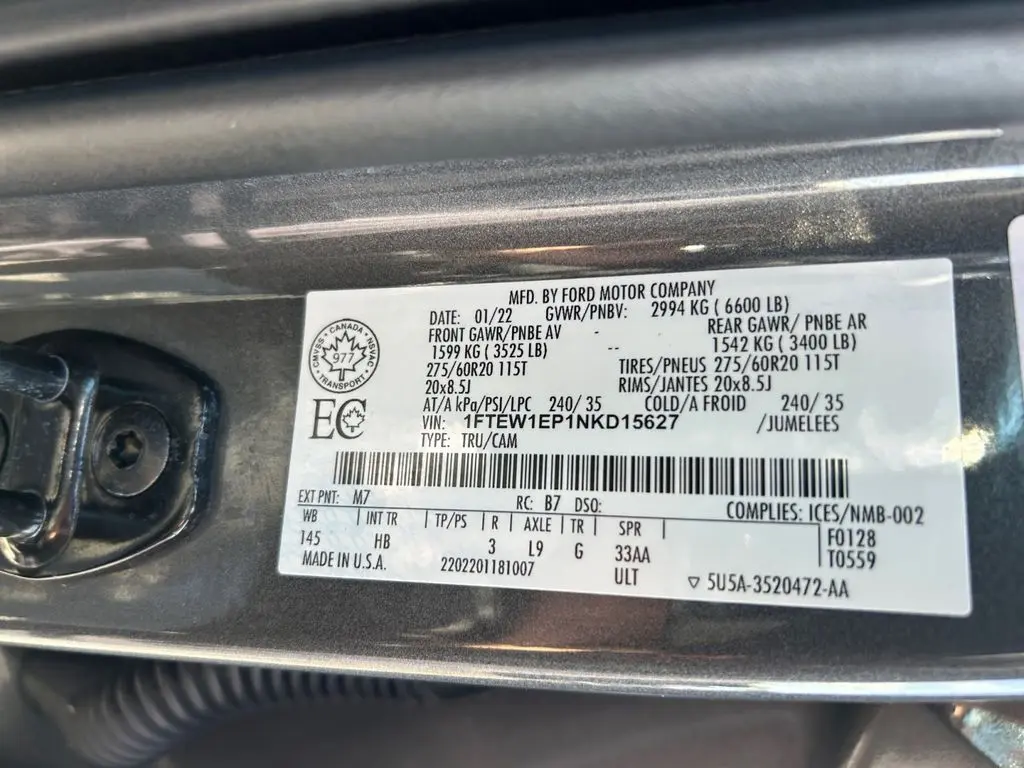 MFD. BY FORD MOTOR COMPANY
DATE: 01/22 GVWR/PNBV: 2994 KG ( 6600 LB)
FRONT GAWR/PNBE AV - REAR GAWR/ PNBE AR
1599 KG ( 3525 LB) -- 1542 KG ( 3400 LB)
275/60R20 115T TIRES/PNEUS 275/60R20 115T
20x8.5J RIMS/JANTES 20x8.5J
AT/A kPa/PSI/LPC 240/ 35 COLD/A FROID 240/ 35
VIN: 1FTEW1EP1NKD15627 /JUMELEES
TYPE: TRU/CAM
CANADA
CMVSS NSVAC
977
TRANSPORT
EC
EXT PNT: M7 RC: B7 DSO: COMPLIES: ICES/NMB-002
WB INT TR TP/PS R AXLE TR SPR F0128
145 HB 3 L9 G 33AA T0559
MADE IN U.S.A. 2202201181007 ULT ▽ 5U5A-3520472-AA